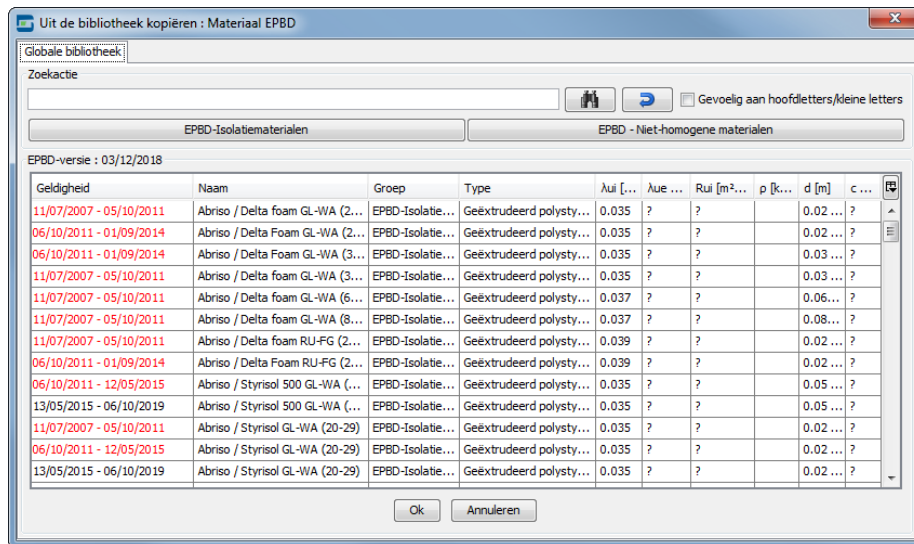 Uit de bibliotheek kopiëren : Materiaal EPBD
Globale bibliotheek
Zoekactie
Gevoelig aan hoofdletters/kleine letters
EPBD-Isolatiematerialen EPBD - Niet-homogene materialen
EPBD-versie : 03/12/2018
Geldigheid Naam Groep Type λui [... λue ... Rui [m²... ρ [k... d [m] c ...
11/07/2007 - 05/10/2011 Abriso / Delta foam GL-WA (2... EPBD-Isolatie... Geëxtrudeerd polysty... 0.035 ? ? 0.02 ... ?
06/10/2011 - 01/09/2014 Abriso / Delta Foam GL-WA (2... EPBD-Isolatie... Geëxtrudeerd polysty... 0.035 ? ? 0.02 ... ?
06/10/2011 - 01/09/2014 Abriso / Delta Foam GL-WA (3... EPBD-Isolatie... Geëxtrudeerd polysty... 0.035 ? ? 0.03 ... ?
11/07/2007 - 05/10/2011 Abriso / Delta foam GL-WA (3... EPBD-Isolatie... Geëxtrudeerd polysty... 0.035 ? ? 0.03 ... ?
11/07/2007 - 05/10/2011 Abriso / Delta foam GL-WA (6... EPBD-Isolatie... Geëxtrudeerd polysty... 0.037 ? ? 0.06... ?
11/07/2007 - 05/10/2011 Abriso / Delta foam GL-WA (8... EPBD-Isolatie... Geëxtrudeerd polysty... 0.037 ? ? 0.08... ?
11/07/2007 - 05/10/2011 Abriso / Delta foam RU-FG (2... EPBD-Isolatie... Geëxtrudeerd polysty... 0.039 ? ? 0.02 ... ?
06/10/2011 - 01/09/2014 Abriso / Delta Foam RU-FG (2... EPBD-Isolatie... Geëxtrudeerd polysty... 0.039 ? ? 0.02 ... ?
06/10/2011 - 12/05/2015 Abriso / Styrisol 500 GL-WA (... EPBD-Isolatie... Geëxtrudeerd polysty... 0.035 ? ? 0.05 ... ?
13/05/2015 - 06/10/2019 Abriso / Styrisol 500 GL-WA (... EPBD-Isolatie... Geëxtrudeerd polysty... 0.035 ? ? 0.05 ... ?
11/07/2007 - 05/10/2011 Abriso / Styrisol GL-WA (20-29) EPBD-Isolatie... Geëxtrudeerd polysty... 0.035 ? ? 0.02 ... ?
06/10/2011 - 12/05/2015 Abriso / Styrisol GL-WA (20-29) EPBD-Isolatie... Geëxtrudeerd polysty... 0.035 ? ? 0.02 ... ?
13/05/2015 - 06/10/2019 Abriso / Styrisol GL-WA (20-29) EPBD-Isolatie... Geëxtrudeerd polysty... 0.035 ? ? 0.02 ... ?
Ok Annuleren